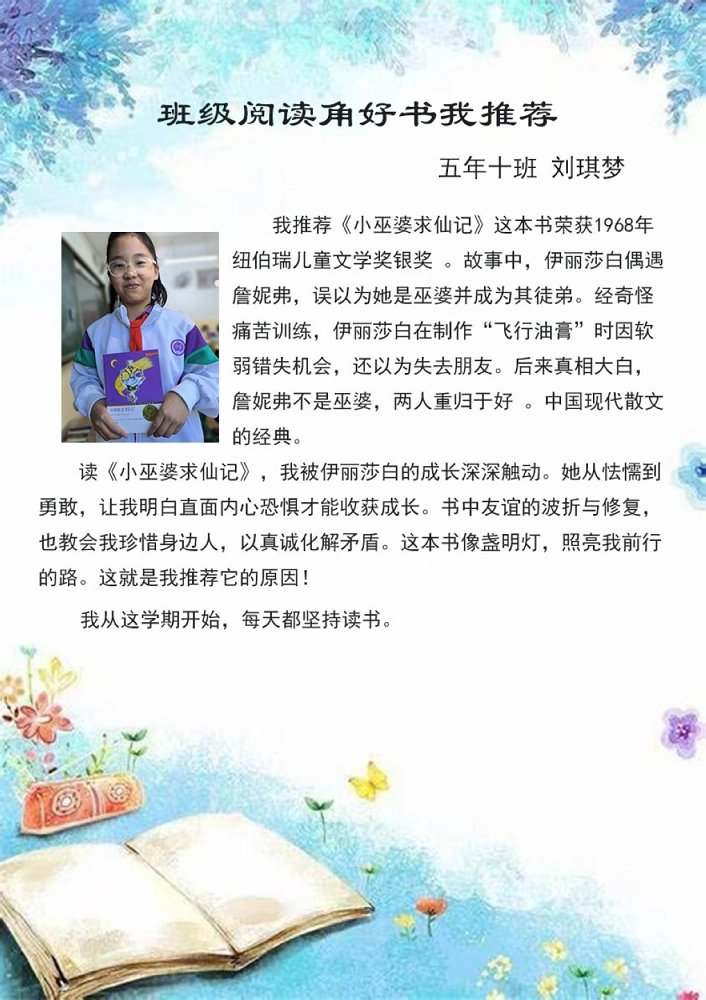 班级阅读角好书我推荐
五年十班 刘琪梦
我推荐《小巫婆求仙记》这本书荣获1968年
纽伯瑞儿童文学奖银奖 。故事中，伊丽莎白偶遇
詹妮弗，误以为她是巫婆并成为其徒弟。经奇怪
痛苦训练，伊丽莎白在制作“飞行油膏”时因软
弱错失机会，还以为失去朋友。后来真相大白，
詹妮弗不是巫婆，两人重归于好 。中国现代散文
的经典。
读《小巫婆求仙记》，我被伊丽莎白的成长深深触动。她从怯懦到
勇敢，让我明白直面内心恐惧才能收获成长。书中友谊的波折与修复，
也教会我珍惜身边人，以真诚化解矛盾。这本书像盏明灯，照亮我前行
的路。这就是我推荐它的原因！
我从这学期开始，每天都坚持读书。